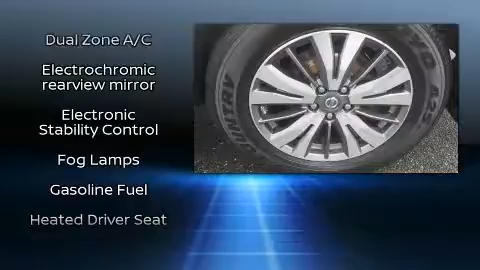 Dual Zone A/C
Electrochromic
rearview mirror
Electronic
Stability Control
Fog Lamps
Gasoline Fuel
Heated Driver Seat